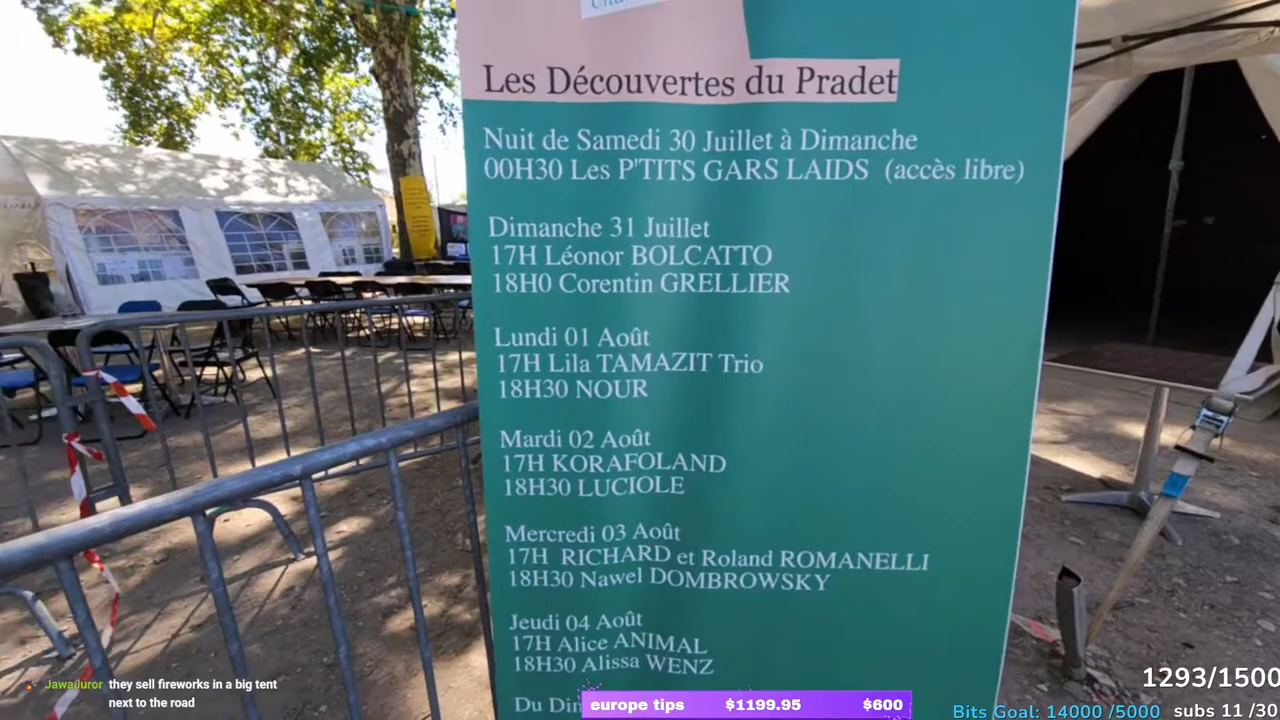 Les Découvertes du Pradet
Nuit de Samedi 30 Juillet à Dimanche
00H30 Les P'TITS GARS LAIDS (accès libre)
Dimanche 31 Juillet
17H Léonor BOLCATTO
18H0 Corentin GRELLIER
Lundi 01 Août
17H Lila TAMAZIT Trio
18H30 NOUR
Mardi 02 Août
17H KORAFOLAND
18H30 LUCIOLE
Mercredi 03 Août
17H RICHARD et Roland ROMANELLI
18H30 Nawel DOMBROWSKY
Jeudi 04 Août
17H Alice ANIMAL
18H30 Alissa WENZ
Du
JawaJuror they sell fireworks in a big tent
next to the road
europe tips $1199.95 $600
1293/1500
Bits Goal: 14000 /5000 subs 11 /30